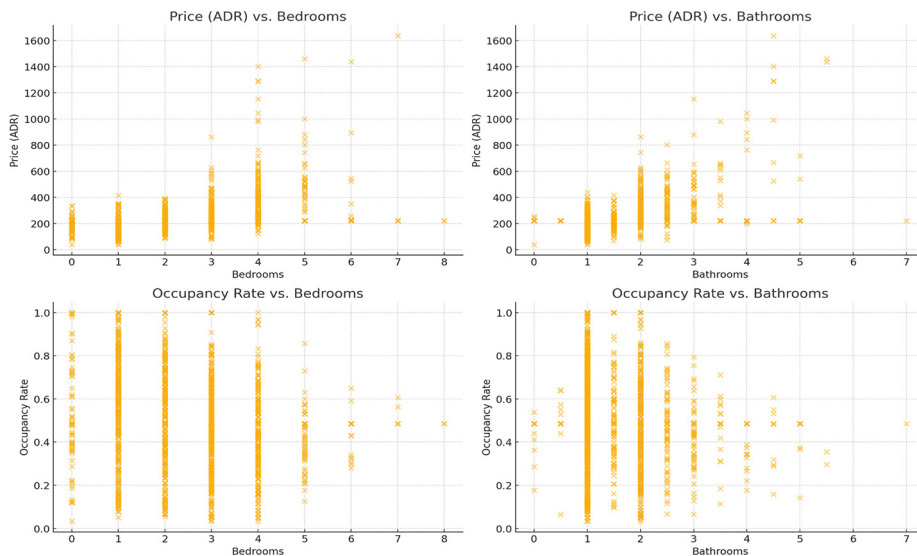 Price (ADR) vs. Bedrooms
Price (ADR)
1600
1400
1200
1000
800
600
400
200
0
0 1 2 3 4 5 6 7 8
Bedrooms
Price (ADR) vs. Bathrooms
Price (ADR)
1600
1400
1200
1000
800
600
400
200
0
0 1 2 3 4 5 6 7
Bathrooms
Occupancy Rate vs. Bedrooms
Occupancy Rate
1.0
0.8
0.6
0.4
0.2
0.0
0 1 2 3 4 5 6 7 8
Bedrooms
Occupancy Rate vs. Bathrooms
Occupancy Rate
1.0
0.8
0.6
0.4
0.2
0.0
0 1 2 3 4 5 6 7
Bathrooms